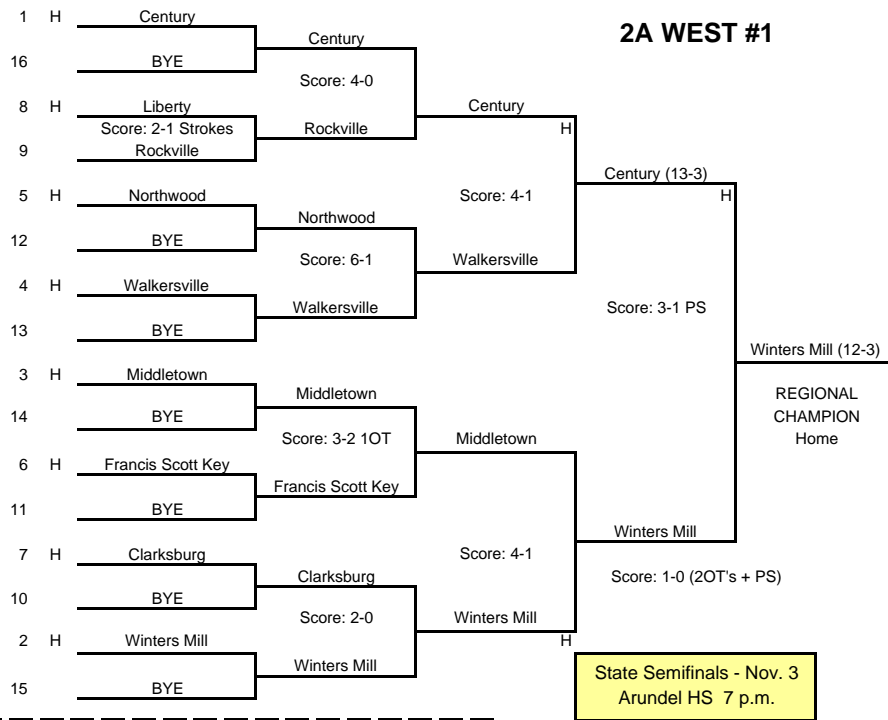 2A WEST #1
1 H Century
16 BYE
Century
Score: 4-0
8 H Liberty
Score: 2-1 Strokes
9 Rockville
Rockville
Century
H
5 H Northwood
12 BYE
Northwood
Score: 6-1
4 H Walkersville
13 BYE
Walkersville
Walkersville
Score: 4-1
Century (13-3)
H
Score: 3-1 PS
3 H Middletown
14 BYE
Middletown
Score: 3-2 1OT
6 H Francis Scott Key
11 BYE
Francis Scott Key
Middletown
7 H Clarksburg
10 BYE
Clarksburg
Score: 2-0
2 H Winters Mill
15 BYE
Winters Mill
Score: 4-1
Winters Mill
H
Winters Mill
Score: 1-0 (2OT's + PS)
Winters Mill (12-3)
REGIONAL
CHAMPION
Home
State Semifinals - Nov. 3
Arundel HS 7 p.m.